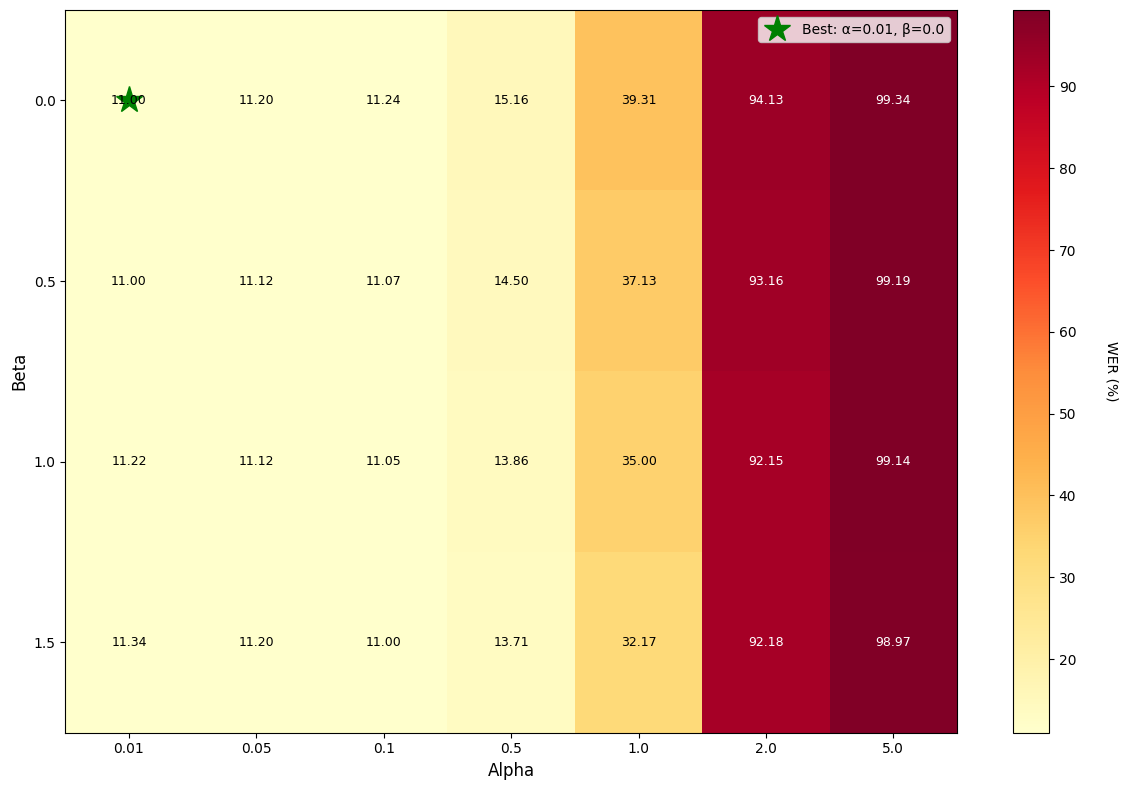 Best: α=0.01, β=0.0
0.0 11.00 11.20 11.24 15.16 39.31 94.13 99.34
0.5 11.00 11.12 11.07 14.50 37.13 93.16 99.19
1.0 11.22 11.12 11.05 13.86 35.00 92.15 99.14
1.5 11.34 11.20 11.00 13.71 32.17 92.18 98.97
0.01 0.05 0.1 0.5 1.0 2.0 5.0
Alpha
Beta
90
80
70
60
50
40
30
20
WER (%)